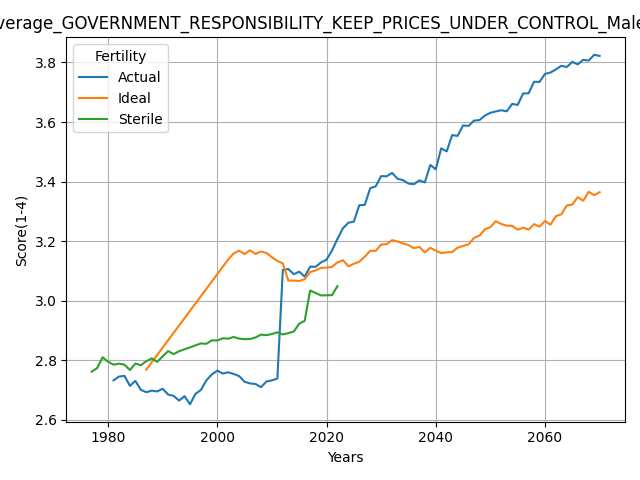 verage_GOVERNMENT_RESPONSIBILITY_KEEP_PRICES_UNDER_CONTROL_Male
Fertility
Actual
Ideal
Sterile
Score(1-4)
3.8
3.6
3.4
3.2
3.0
2.8
2.6
1980
2000
2020
2040
2060
Years